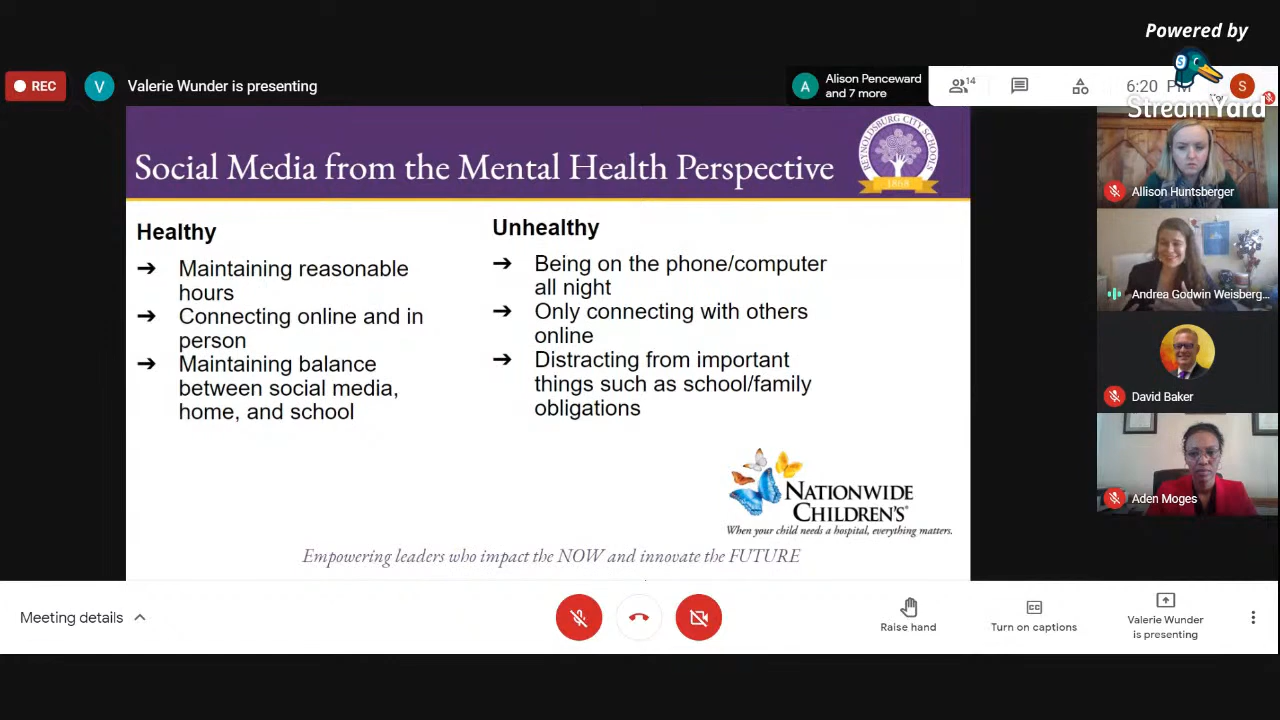 Powered by
StreamYard
REC
V
Valerie Wunder is presenting
A
Alison Penceward
and 7 more
14
6:20 PM
S
Social Media from the Mental Health Perspective
REYNOLDSBURG CITY SCHOOLS
1868
Healthy
➔ Maintaining reasonable
hours
➔ Connecting online and in
person
➔ Maintaining balance
between social media,
home, and school
Unhealthy
➔ Being on the phone/computer
all night
➔ Only connecting with others
online
➔ Distracting from important
things such as school/family
obligations
NATIONWIDE
CHILDREN'S
When your child needs a hospital, everything matters.
Empowering leaders who impact the NOW and innovate the FUTURE
Allison Huntsberger
Andrea Godwin Weisberg...
David Baker
Aden Moges
Meeting details
Raise hand
Turn on captions
Valerie Wunder
is presenting